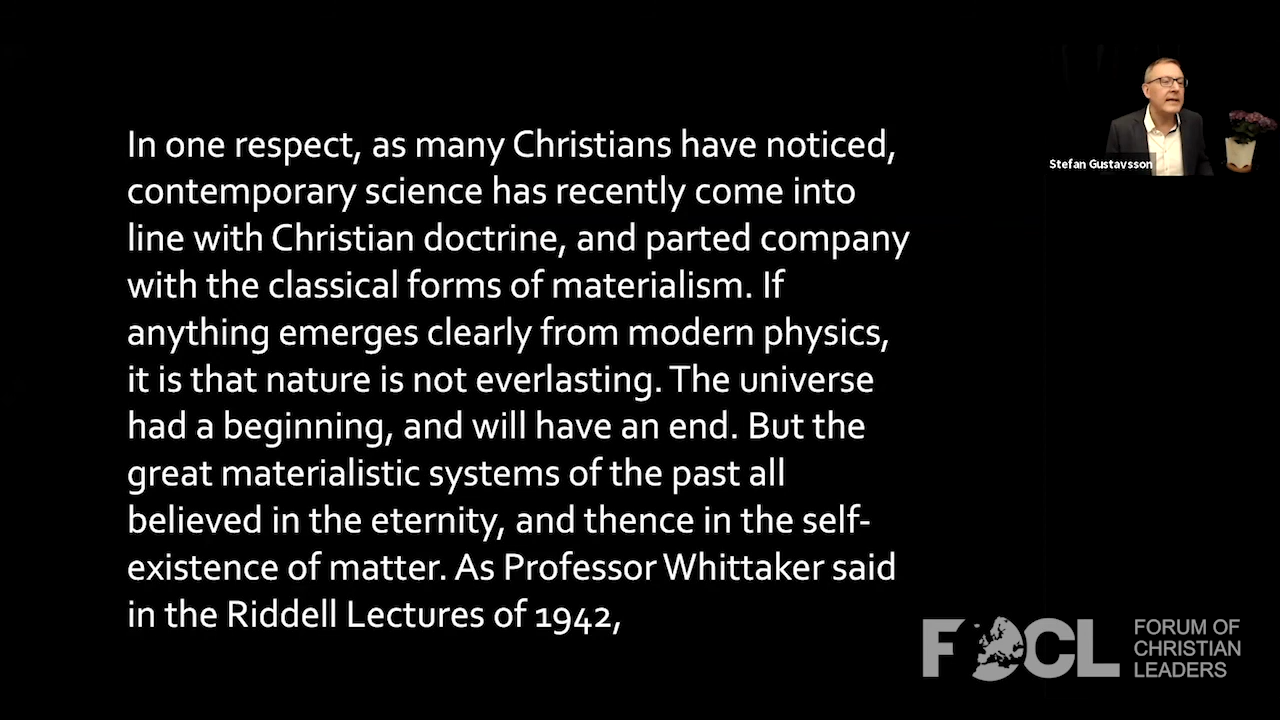 In one respect, as many Christians have noticed,
contemporary science has recently come into
line with Christian doctrine, and parted company
with the classical forms of materialism. If
anything emerges clearly from modern physics,
it is that nature is not everlasting. The universe
had a beginning, and will have an end. But the
great materialistic systems of the past all
believed in the eternity, and thence in the self-
existence of matter. As Professor Whittaker said
in the Riddell Lectures of 1942,
Stefan Gustavsson
FOCL
FORUM OF
CHRISTIAN
LEADERS